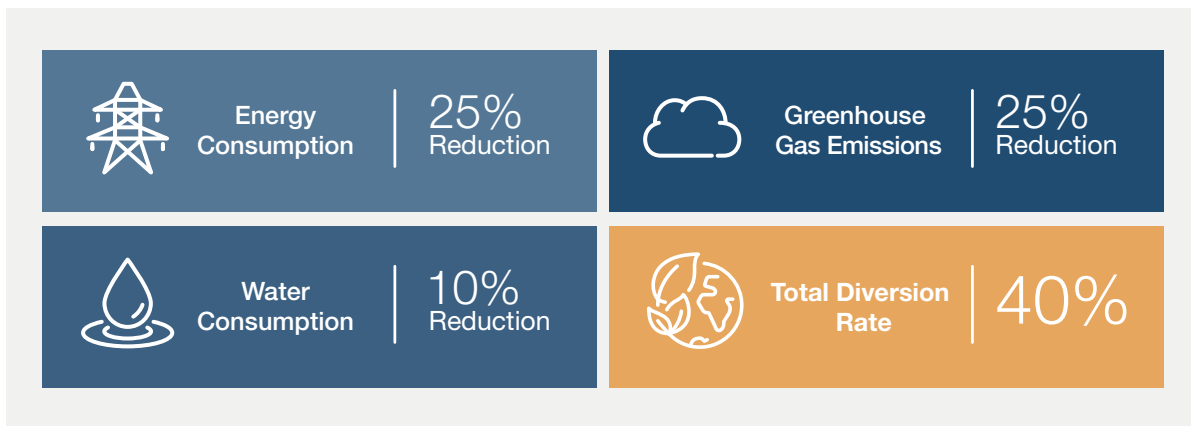 Energy
Consumption
25%
Reduction
Greenhouse
Gas Emissions
25%
Reduction
Water
Consumption
10%
Reduction
Total Diversion
Rate
40%